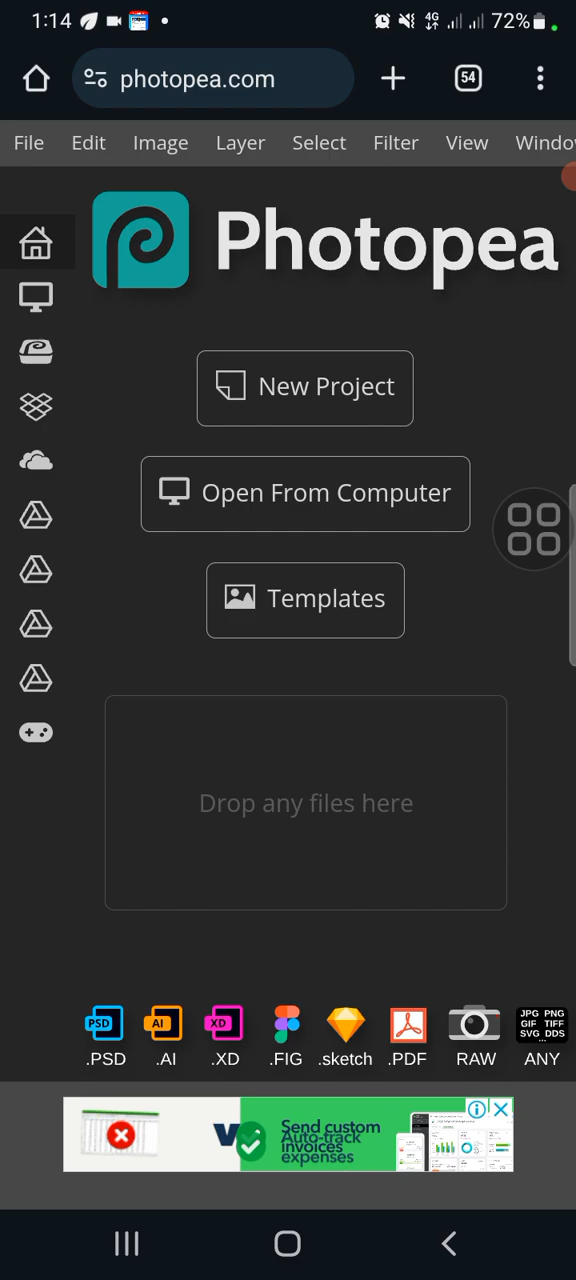 1:14 4G 72%
photopea.com 54
File Edit Image Layer Select Filter View Windo
Photopea
New Project
Open From Computer
Templates
Drop any files here
PSD AI XD JPG PNG
GIF TIFF
SVG DDS
...
.PSD .AI .XD .FIG .sketch .PDF RAW ANY
Send custom
Auto-track
invoices
expenses